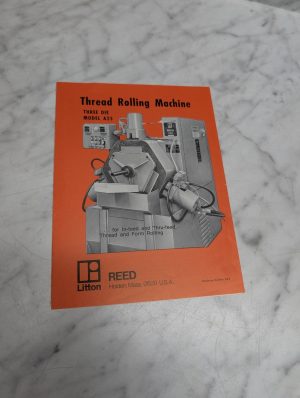 Thread Rolling Machine
THREE DIE
MODEL A23
for In-feed and Thru-feed
Thread and Form Rolling
Litton
REED
Holden, Mass. 01520 U.S.A.